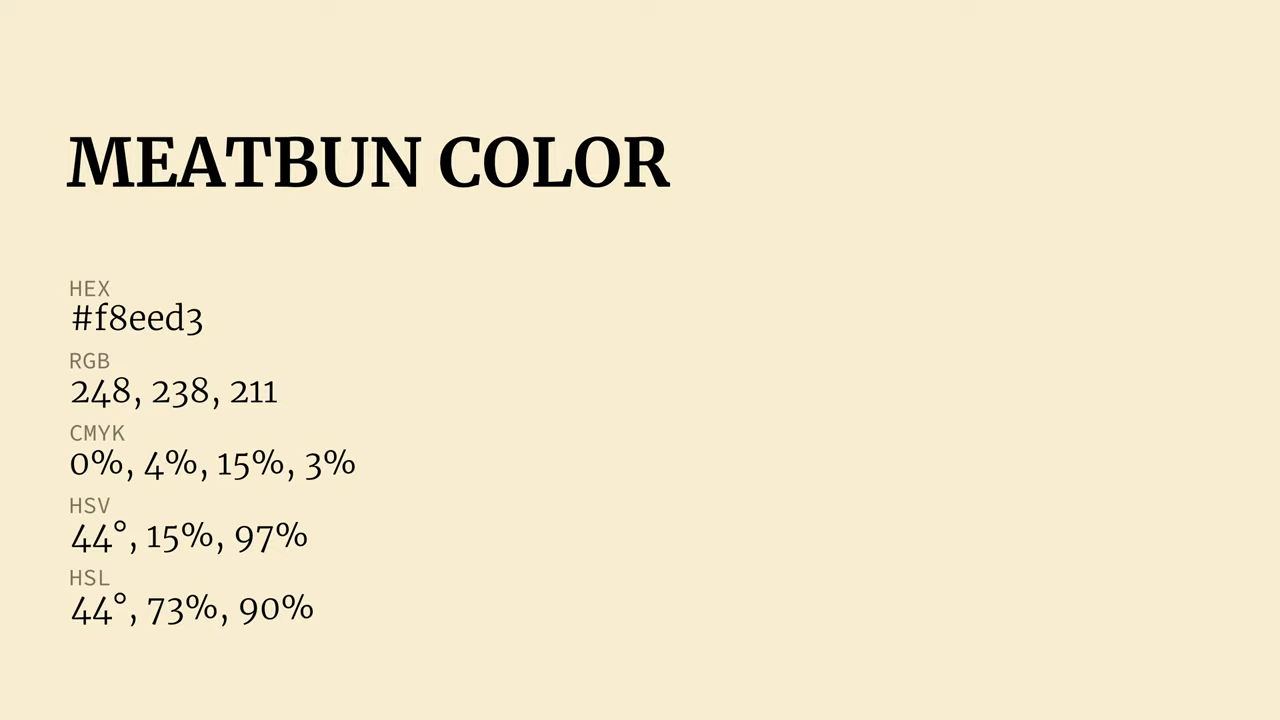 MEATBUN COLOR
HEX
#f8eed3
RGB
248, 238, 211
CMYK
0%, 4%, 15%, 3%
HSV
44°, 15%, 97%
HSL
44°, 73%, 90%